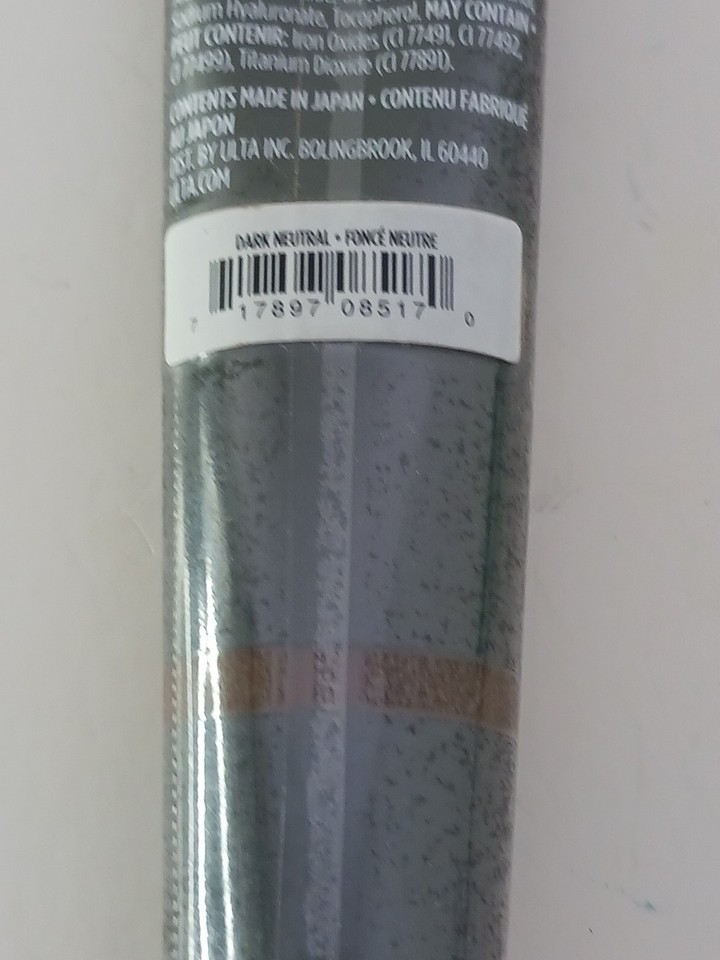 Sodium Hyaluronate, Tocopherol. MAY CONTAIN •
PEUT CONTENIR: Iron Oxides (CI 77491, CI 77492,
CI 77499), Titanium Dioxide (CI 77891).
CONTENTS MADE IN JAPAN • CONTENU FABRIQUÉ
AU JAPON
DIST. BY ULTA INC. BOLINGBROOK, IL 60440
ULTA.COM
DARK NEUTRAL • FONCÉ NEUTRE
7 17897 08517 0